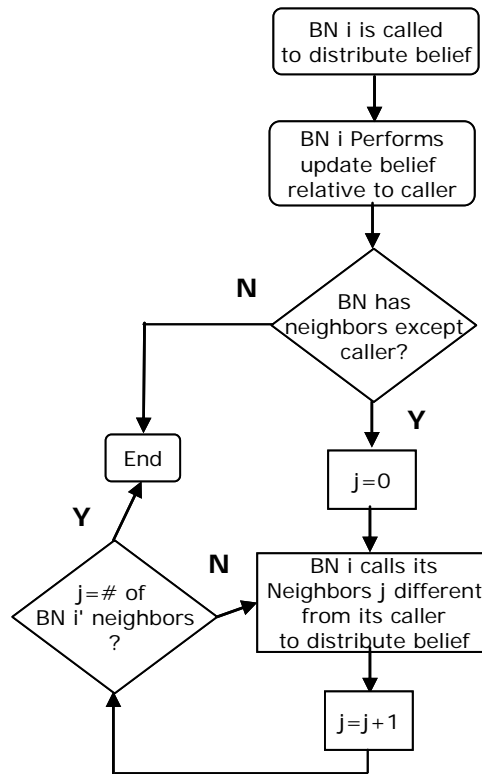 BN i is called
to distribute belief
BN i Performs
update belief
relative to caller
N
BN has
neighbors except
caller?
Y
End
j=0
Y
N
BN i calls its
Neighbors j different
from its caller
to distribute belief
j=# of
BN i' neighbors
?
j=j+1